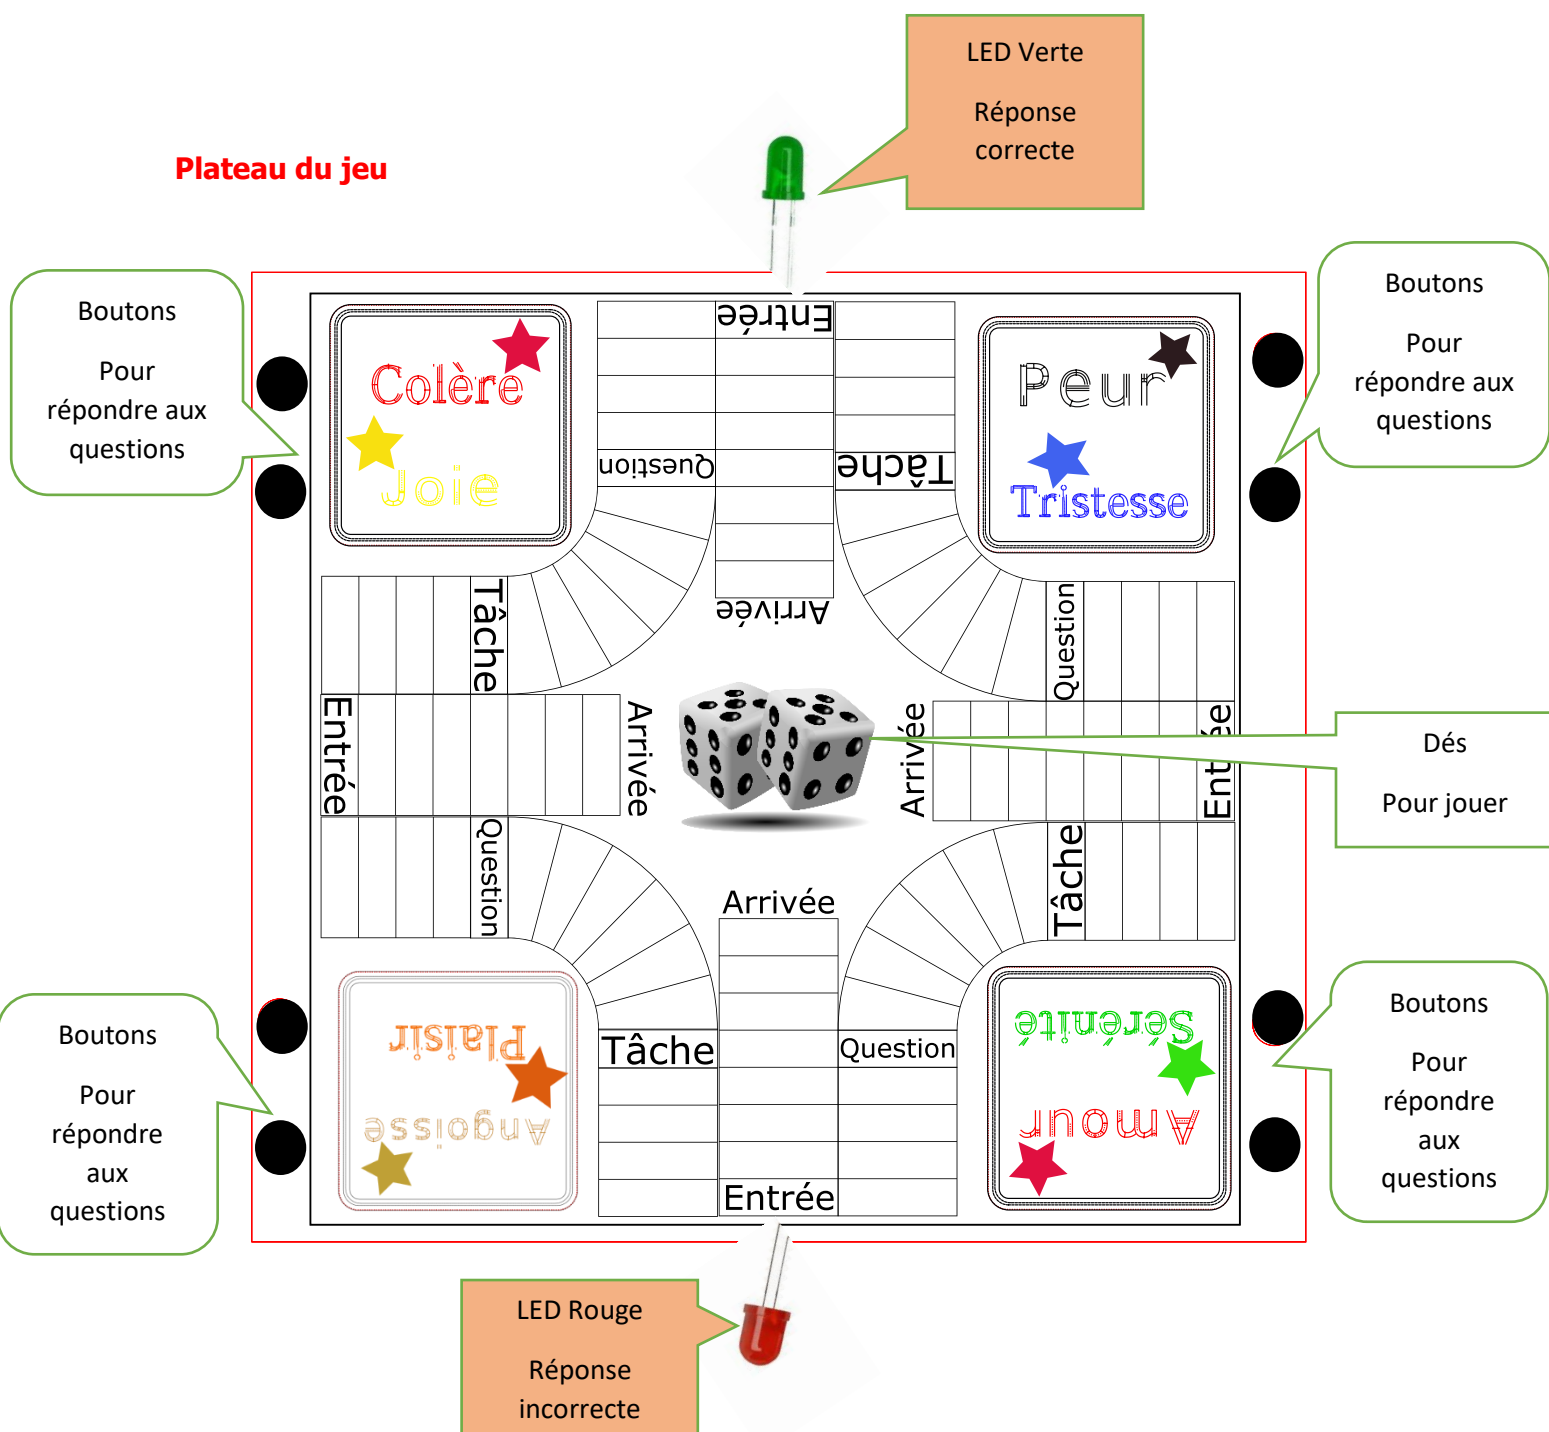 LED Verte
Réponse
correcte
Plateau du jeu
Boutons
Pour
répondre aux
questions
Boutons
Pour
répondre aux
questions
Entrée
Colère
Joie
Peur
Tristesse
Question
Tâche
Tâche
Question
Arrivée
Entrée
Arrivée
Arrivée
Entrée
Dés
Pour jouer
Question
Tâche
Arrivée
Tâche
Question
Plaisir
Angoisse
Sérénité
Amour
Entrée
Boutons
Pour
répondre
aux
questions
Boutons
Pour
répondre
aux
questions
LED Rouge
Réponse
incorrecte